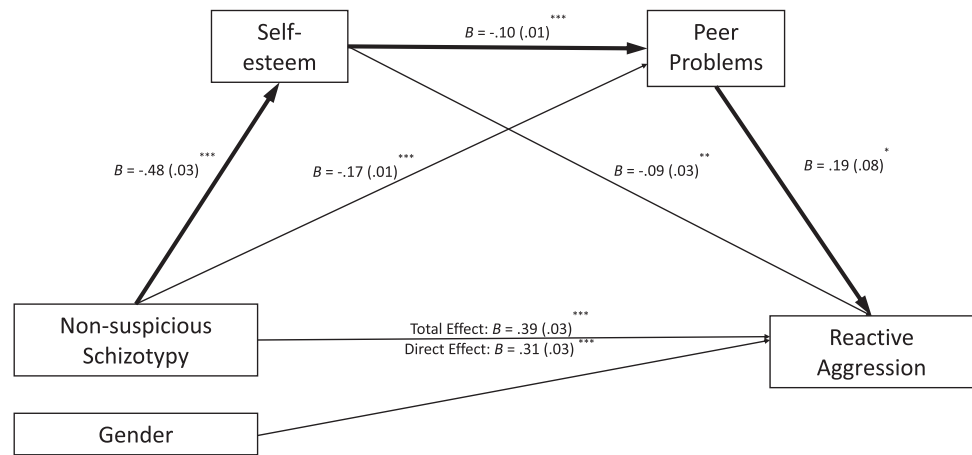 Self-
esteem
B = -.10 (.01)***
Peer
Problems
B = -.48 (.03)***
B = -.17 (.01)***
B = -.09 (.03)**
B = .19 (.08)*
Non-suspicious
Schizotypy
Total Effect: B = .39 (.03)***
Direct Effect: B = .31 (.03)***
Reactive
Aggression
Gender